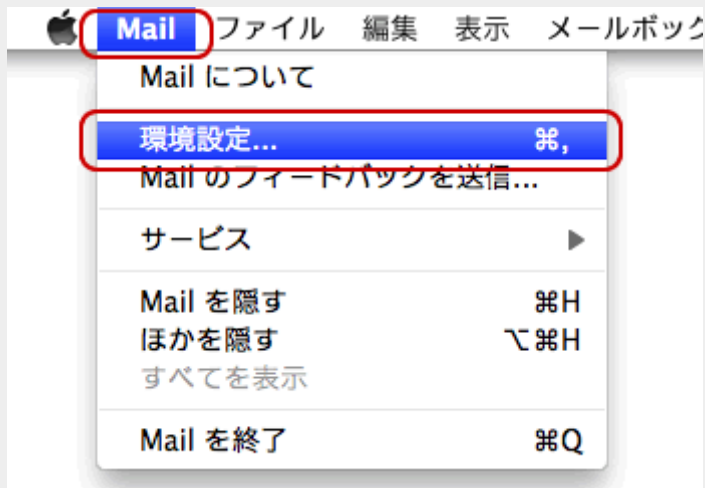 Mail ファイル 編集 表示 メールボック
Mail について
環境設定... ⌘,
Mail のフィードバックを送信...
サービス ▶
Mail を隠す ⌘H
ほかを隠す ⌥⌘H
すべてを表示
Mail を終了 ⌘Q